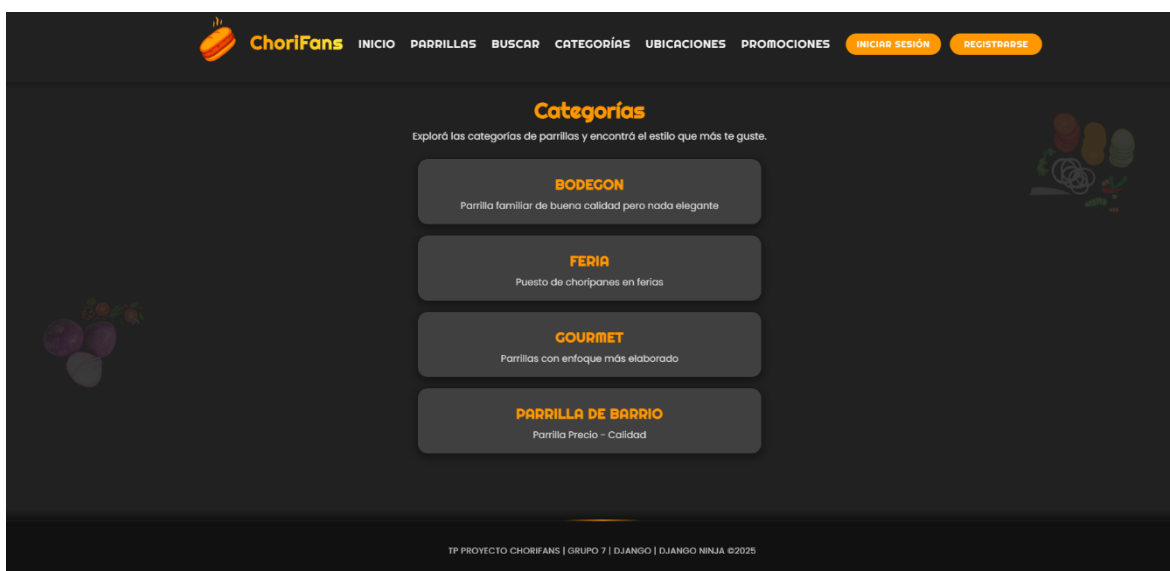 ChoriFans INICIO PARRILLAS BUSCAR CATEGORÍAS UBICACIONES PROMOCIONES INICIAR SESIÓN REGISTRARSE
Categorías
Explorá las categorías de parrillas y encontrá el estilo que más te guste.
BODEGON
Parrilla familiar de buena calidad pero nada elegante
FERIA
Puesto de choripanes en ferias
GOURMET
Parrillas con enfoque más elaborado
PARRILLA DE BARRIO
Parrilla Precio - Calidad
TP PROYECTO CHORIFANS | GRUPO 7 | DJANGO | DJANGO NINJA ©2025